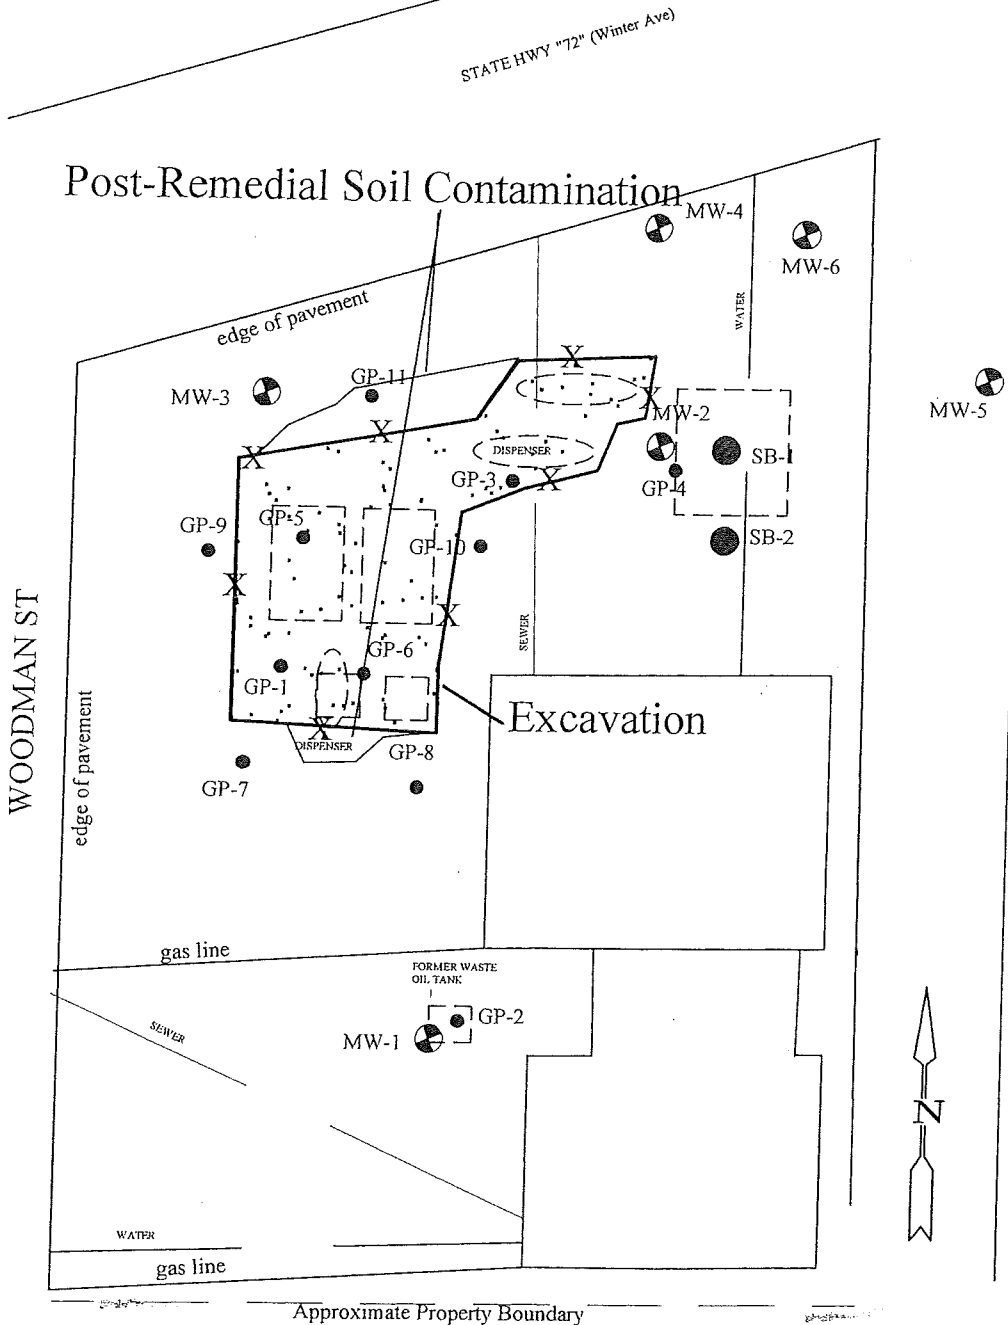 STATE HWY "72" (Winter Ave)
Post-Remedial Soil Contamination
MW-4
MW-6
edge of pavement
WATER
MW-3
GP-11
MW-5
X
X
MW-2
X
X
DISPENSER
SB-1
GP-3
X
GP-4
GP-5
GP-9
GP-10
SB-2
X
X
SEWER
WOODMAN ST
GP-6
GP-1
edge of pavement
Excavation
X
DISPENSER
GP-8
GP-7
gas line
FORMER WASTE
OIL TANK
SEWER
GP-2
MW-1
N
WATER
gas line
Approximate Property Boundary